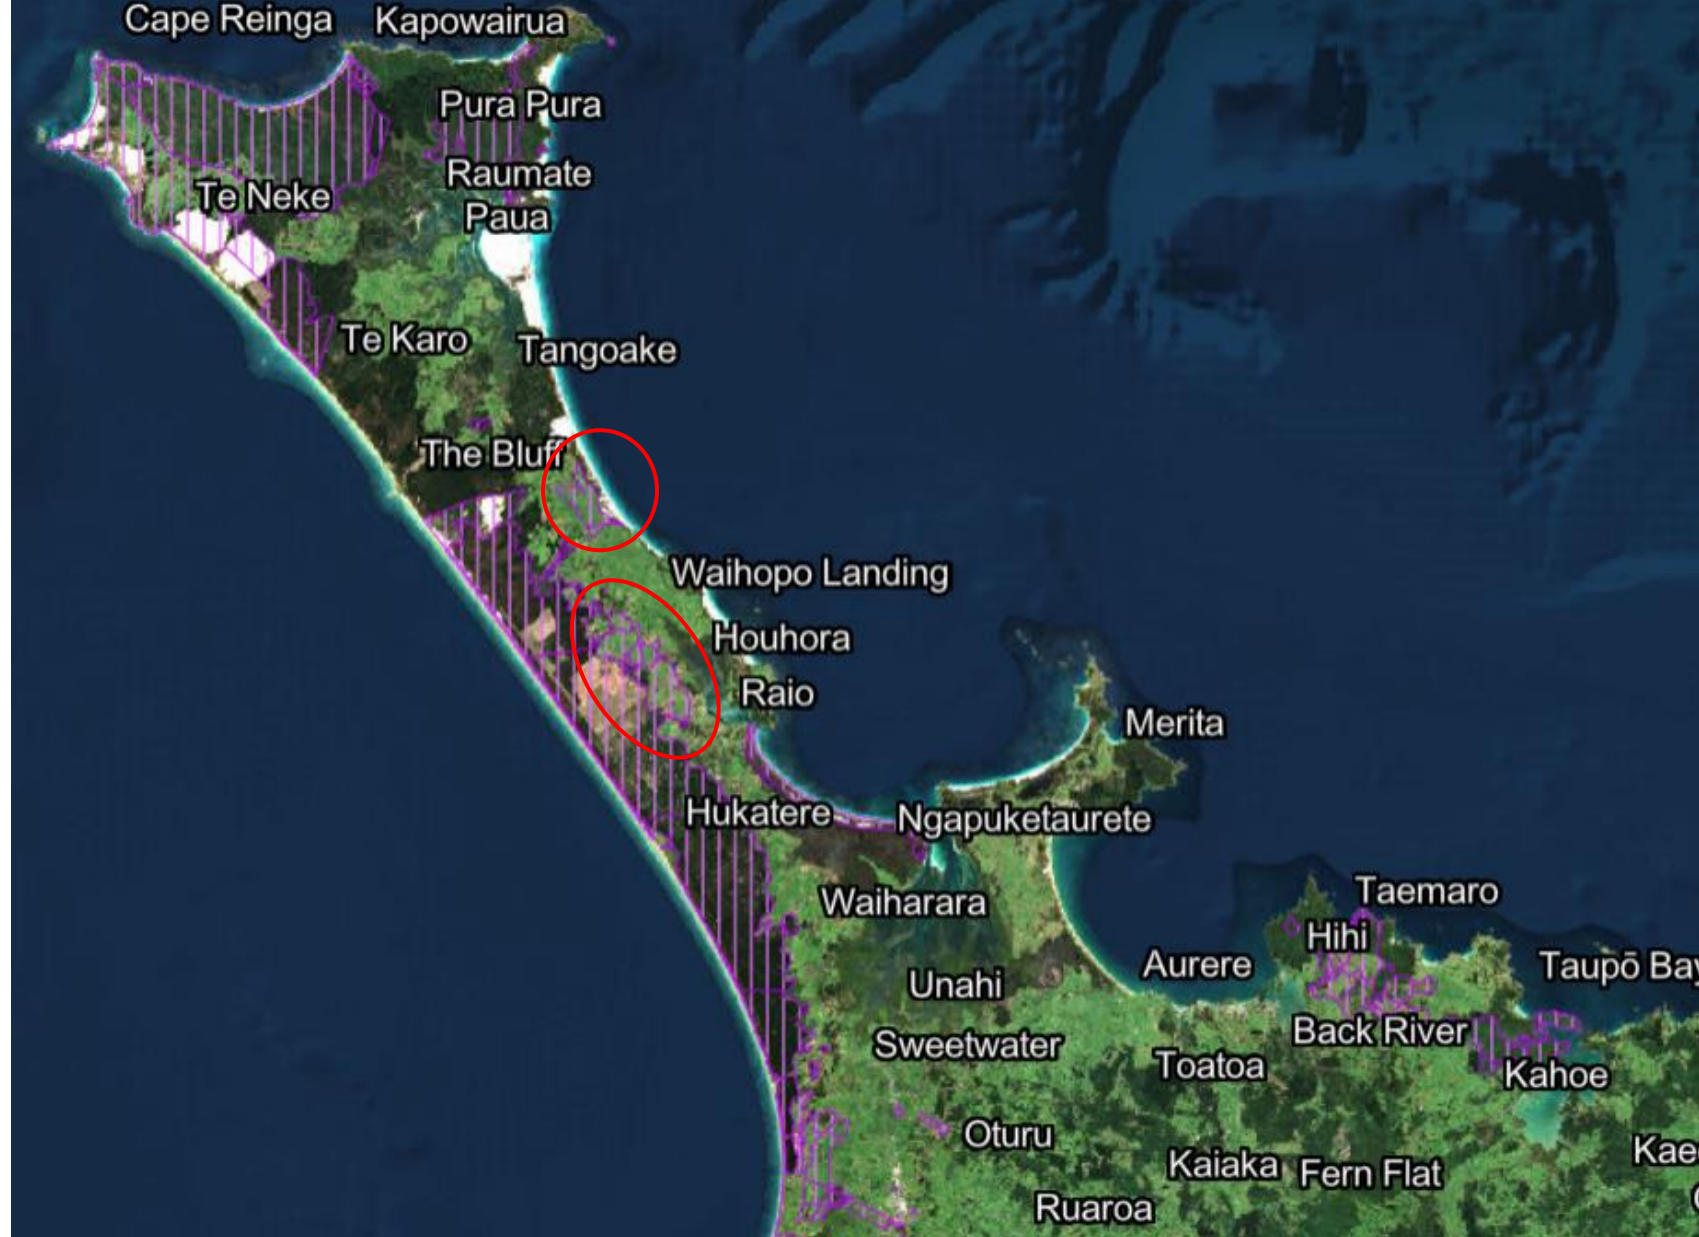 Cape Reinga
Kapowairua
Pura Pura
Raumate
Te Neke
Paua
Te Karo
Tangoake
The Bluff
Waihopo Landing
Houhora
Raio
Merita
Hukatere
Ngapuketaurete
Waiharara
Taemaro
Hihi
Aurere
Taupō Bay
Unahi
Back River
Sweetwater
Toatoa
Kahoe
Oturu
Kaiaka
Fern Flat
Kae
Ruaroa